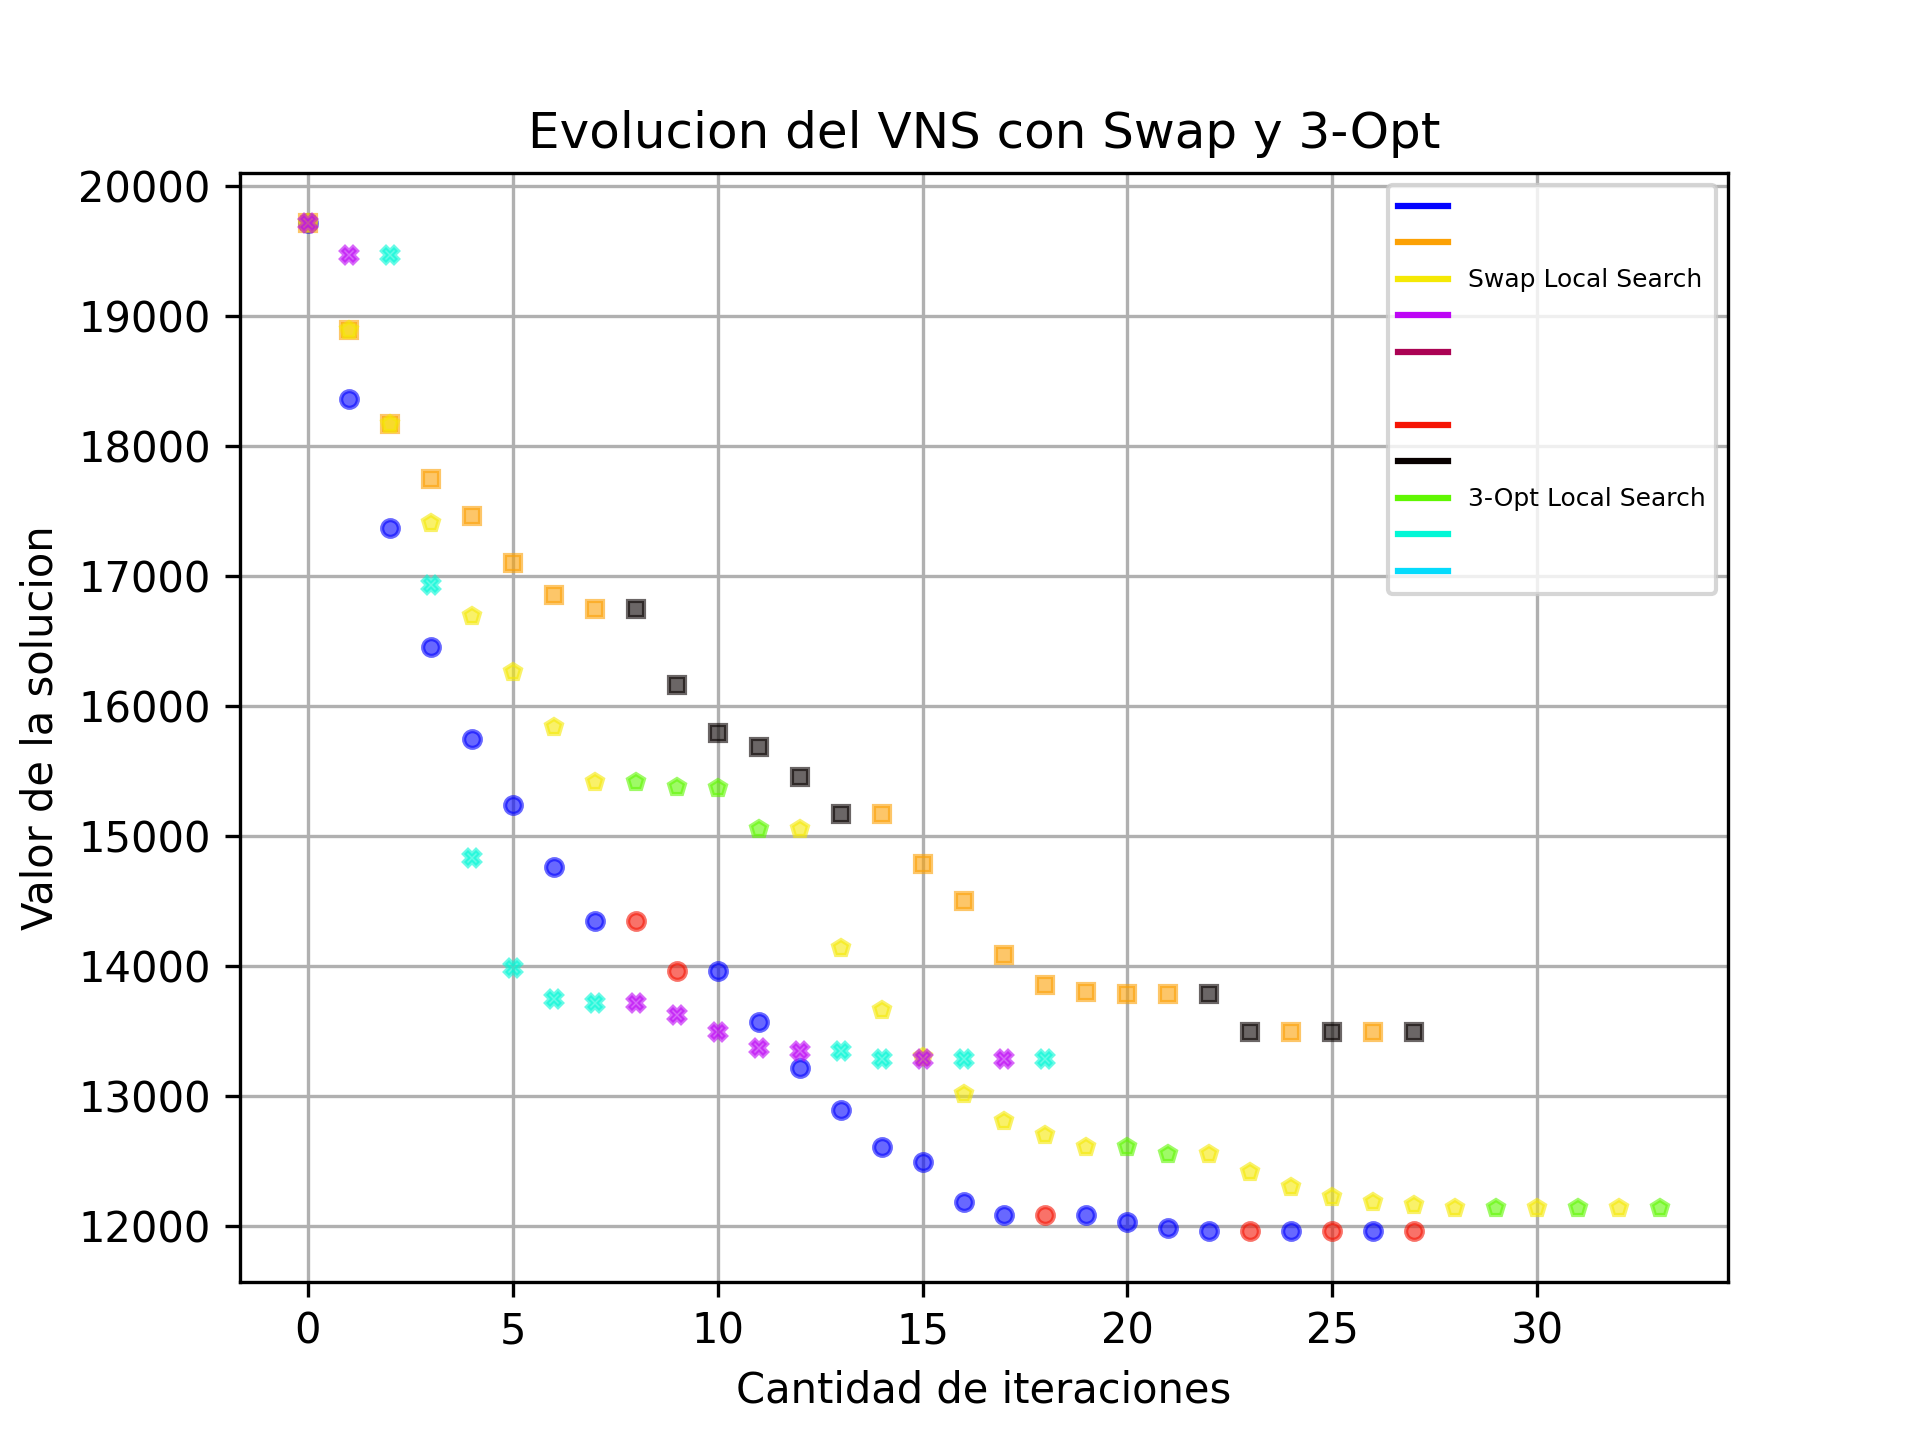 Evolucion del VNS con Swap y 3-Opt
20000
19000
18000
17000
16000
15000
14000
13000
12000
Valor de la solucion
Swap Local Search
3-Opt Local Search
0 5 10 15 20 25 30
Cantidad de iteraciones